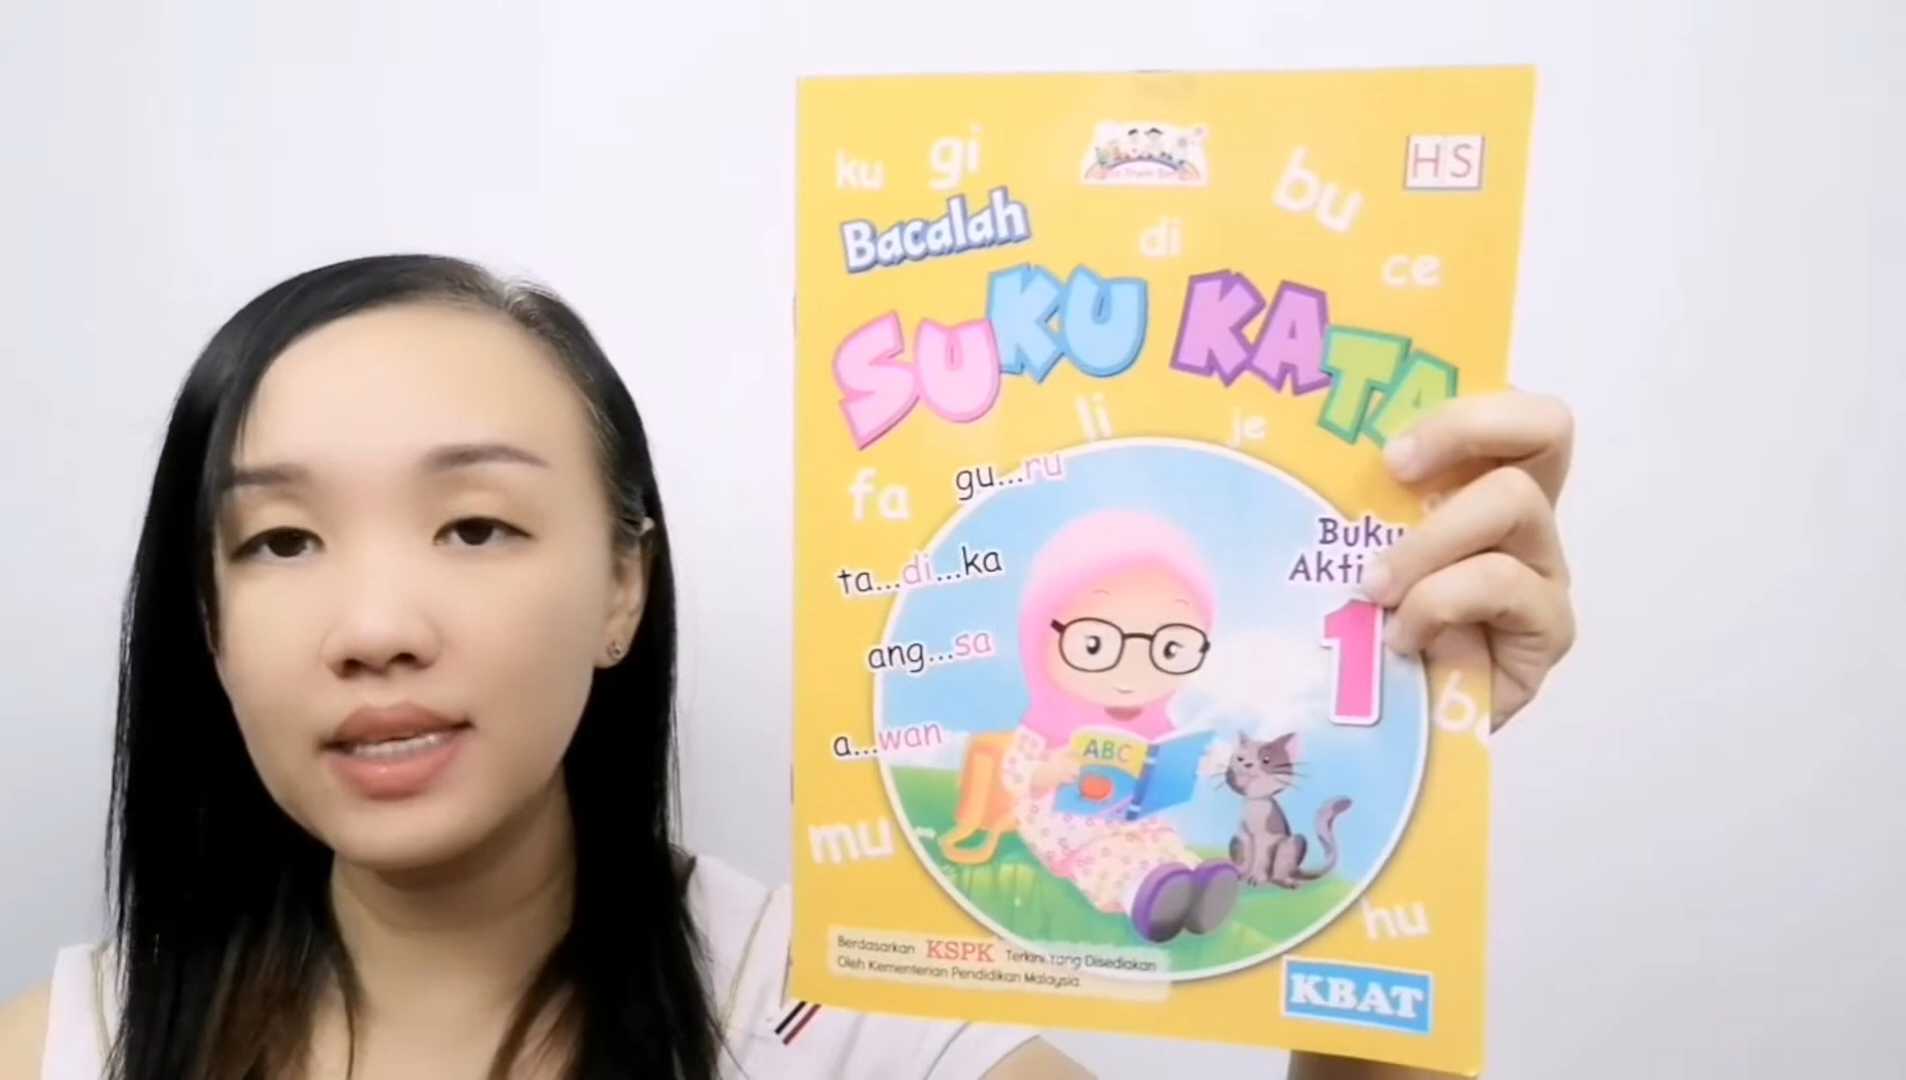 ku gi
bu
HS
Bacalah
di
ce
SUKU KATA
li
je
fa
gu...ru
Buku
ta...di...ka
Akti
1
ang...sa
a...wan
ABC
mu
hu
Berdasarkan KSPK Terkini Yang Disediakan
Oleh Kementerian Pendidikan Malaysia.
KBAT